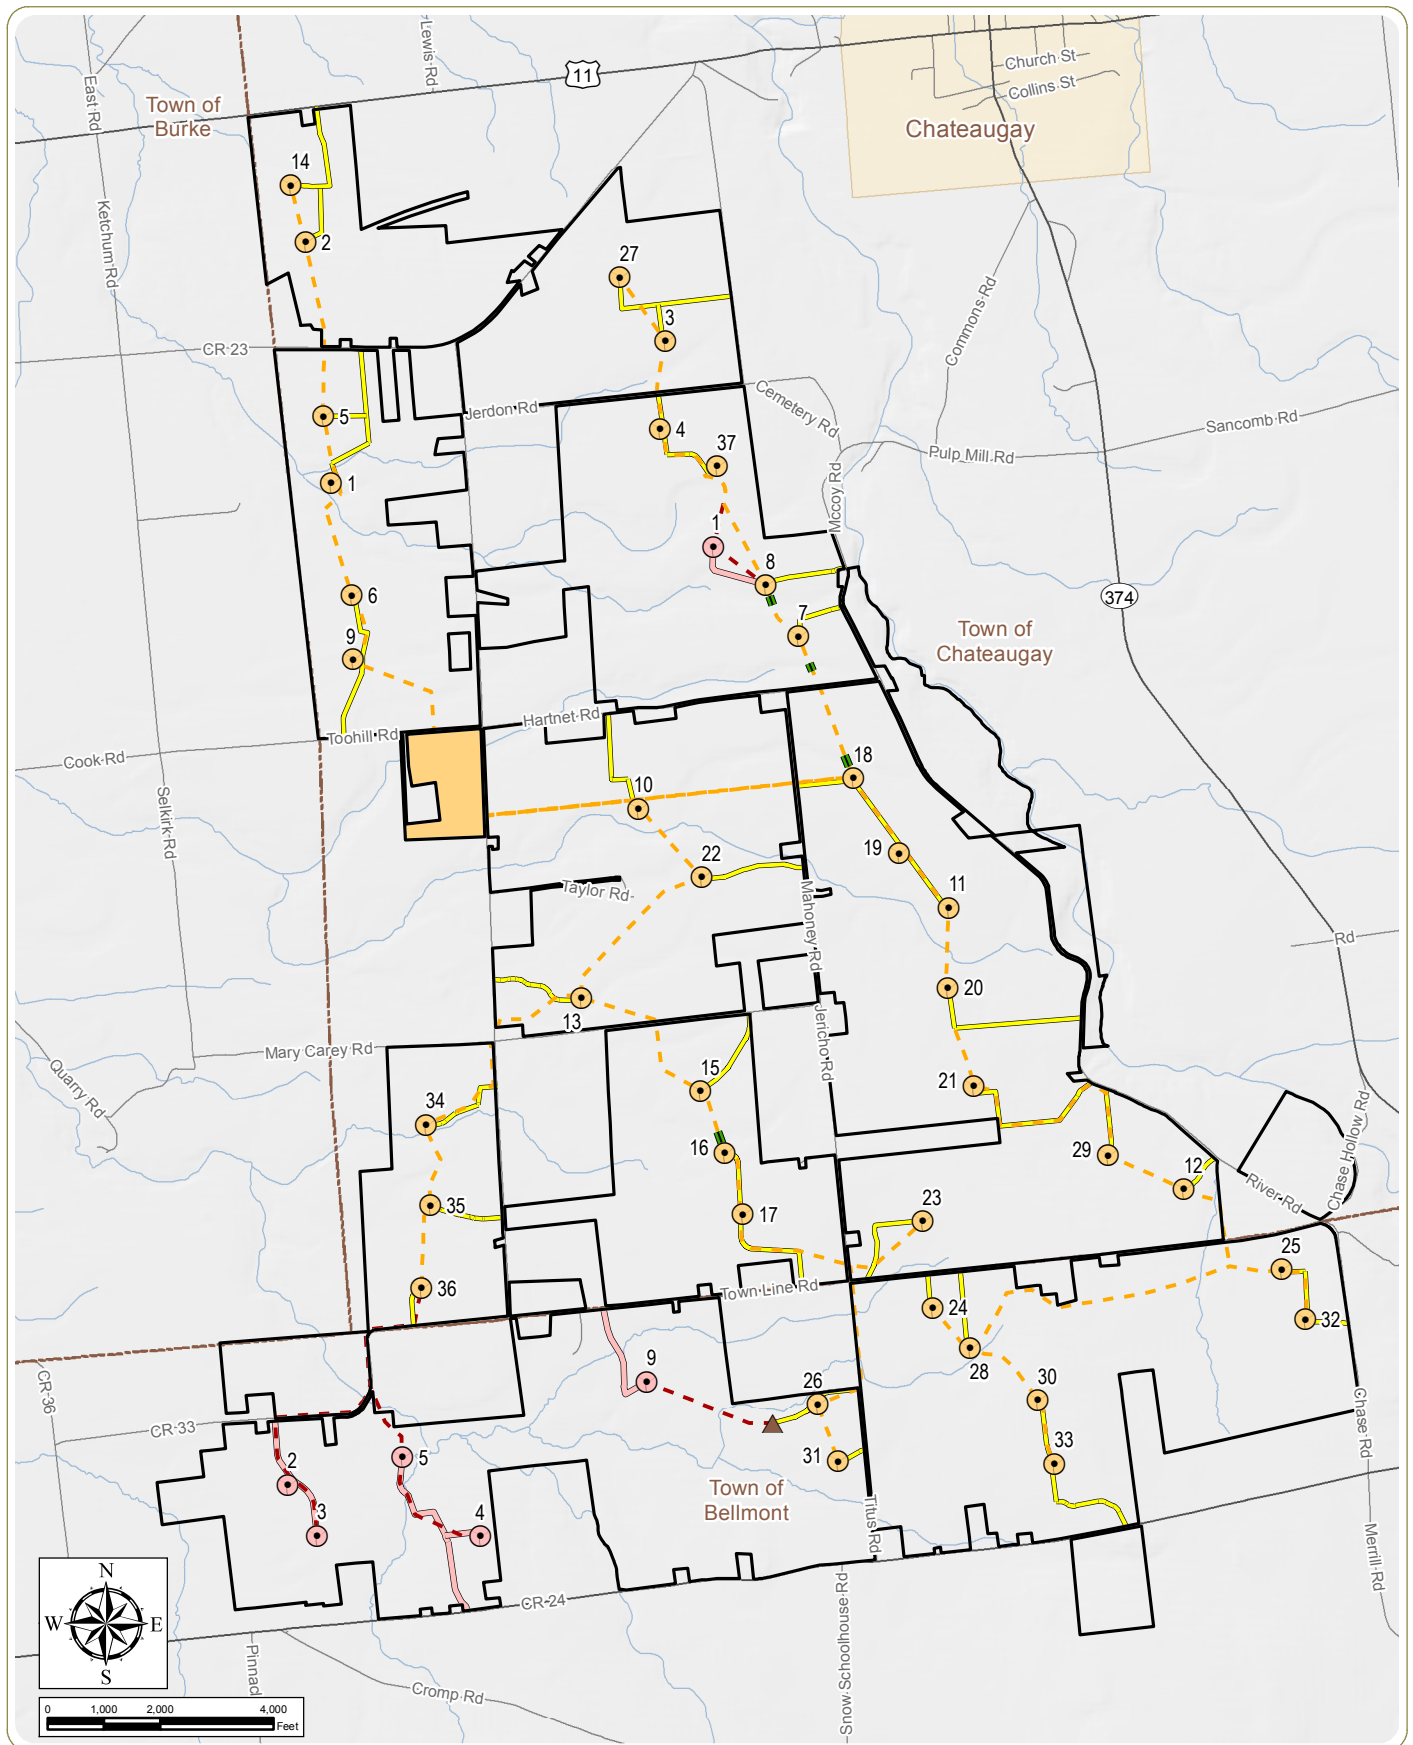 Lewis Rd
11
Church St
Collins St
East Rd
Town of
Burke
Chateaugay
14
Ketchum Rd
2
27
Commons Rd
3
CR 23
Cemetery Rd
Jerdon Rd
Sancomb Rd
5
4
37
Pulp Mill Rd
1
Mccoy Rd
1
8
6
374
7
9
Town of
Chateaugay
Hartnet Rd
Toohill Rd
Cook Rd
18
10
Selkirk Rd
19
22
Taylor Rd
11
Mahoney Rd
Rd
20
13
Jericho Rd
Mary Carey Rd
Quarry Rd
15
21
34
Chase Hollow Rd
16
29
12
River Rd
35
17
23
25
36
Town Line Rd
24
32
28
CR 36
9
26
30
Chase Rd
CR 33
31
33
2
5
Town of
Bellmont
3
4
Titus Rd
Merrill Rd
N
W
E
S
CR 24
Snow Schoolhouse Rd
Pinnacl
Cromp Rd
0
1,000
2,000
4,000
Feet